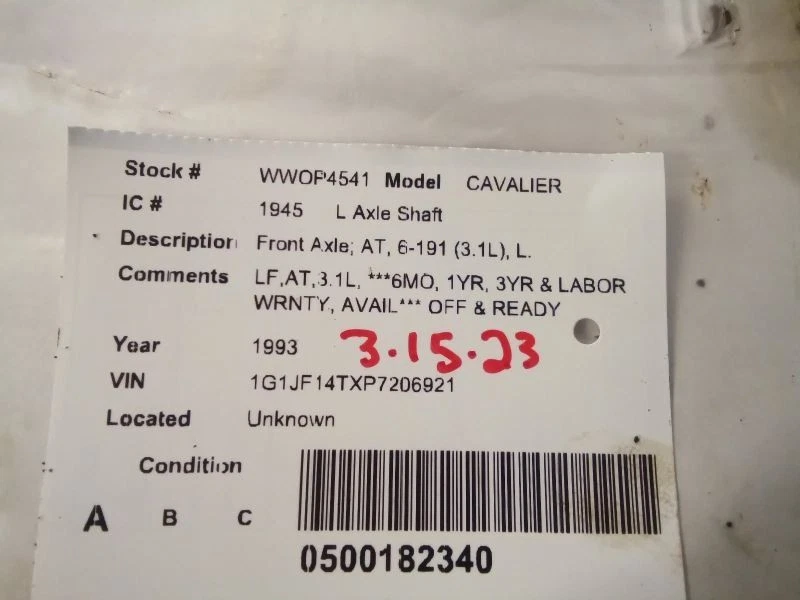 Stock # WWOP4541 Model CAVALIER
IC # 1945 L Axle Shaft
Description Front Axle; AT, 6-191 (3.1L), L.
Comments LF,AT,3.1L, ***6MO, 1YR, 3YR & LABOR
WRNTY, AVAIL*** OFF & READY
Year 1993 3.15.23
VIN 1G1JF14TXP7206921
Located Unknown
Condition
A B C
0500182340